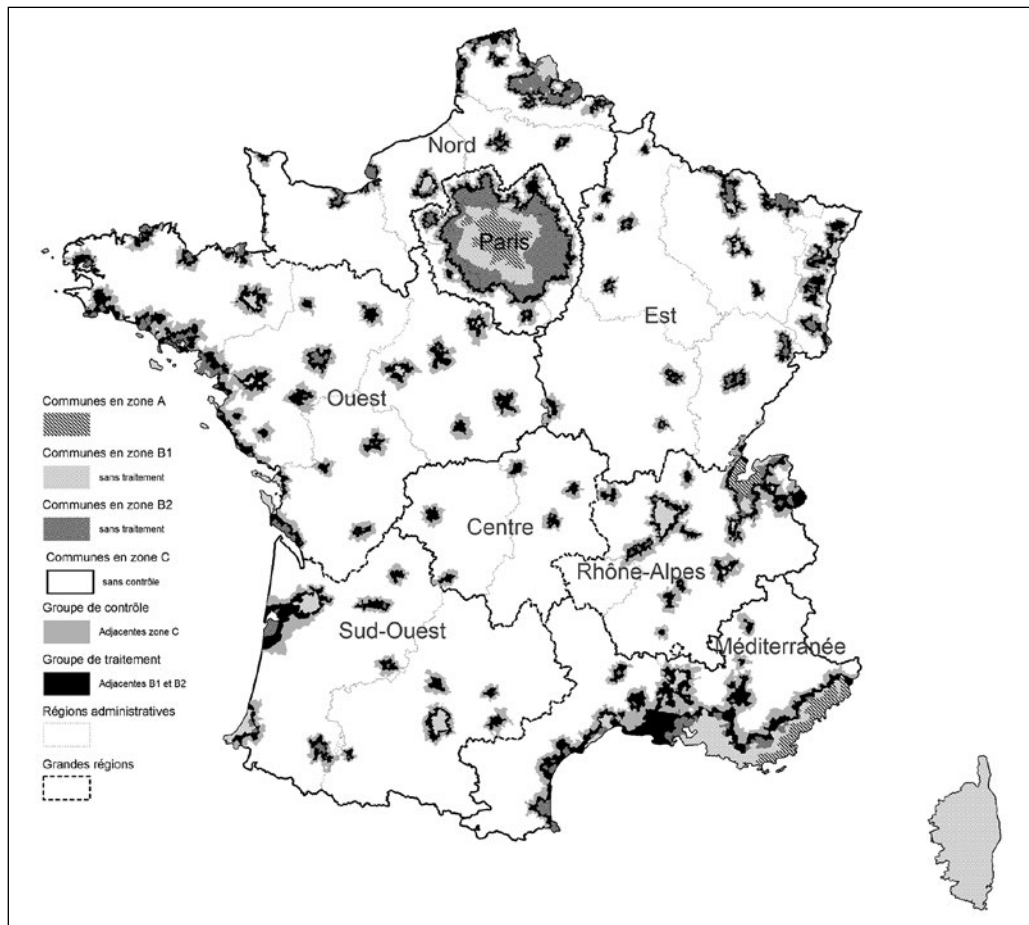 Nord
Paris
Est
Ouest
Centre
Rhône-Alpes
Sud-Ouest
Méditerranée
Communes en zone A
Communes en zone B1
sans traitement
Communes en zone B2
sans traitement
Communes en zone C
sans contrôle
Groupe de contrôle
Adjacentes zone C
Groupe de traitement
Adjacentes B1 et B2
Régions administratives
Grandes régions